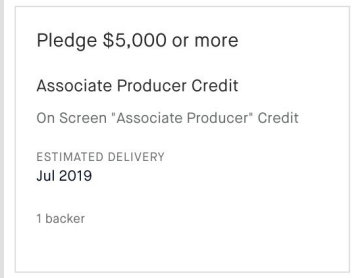 Pledge $5,000 or more
Associate Producer Credit
On Screen "Associate Producer" Credit
ESTIMATED DELIVERY
Jul 2019
1 backer